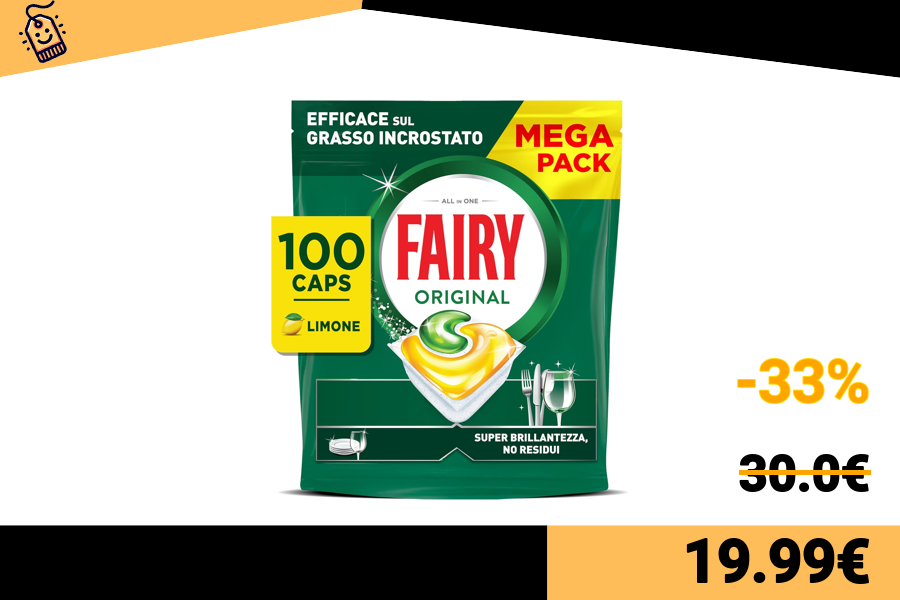 EFFICACE SUL
GRASSO INCROSTATO
MEGA
PACK
ALL IN ONE
FAIRY
ORIGINAL
100
CAPS
LIMONE
SUPER BRILLANTEZZA,
NO RESIDUI
-33%
30.0€
19.99€